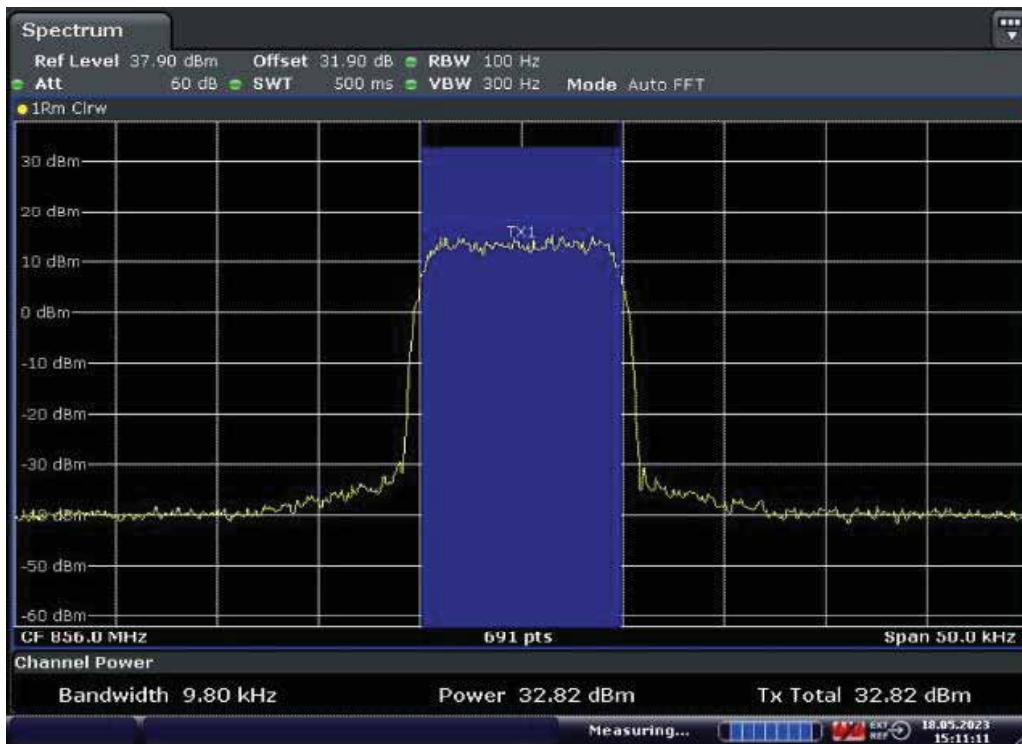 Spectrum
Ref Level 37.90 dBm Offset 31.90 dB RBW 100 Hz
Att 60 dB SWT 500 ms VBW 300 Hz Mode Auto FFT
1Rm Clrw
30 dBm
20 dBm
TX1
10 dBm
0 dBm
-10 dBm
-20 dBm
-30 dBm
-40 dBm
-50 dBm
-60 dBm
CF 856.0 MHz 691 pts Span 50.0 kHz
Channel Power
Bandwidth 9.80 kHz Power 32.82 dBm Tx Total 32.82 dBm
Measuring... EXT REF 18.05.2023
15:11:11